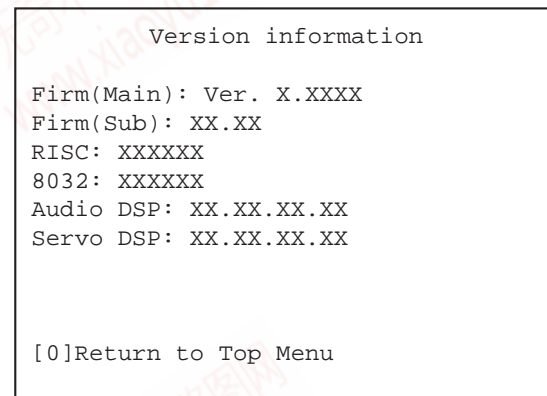 Version information
Firm(Main): Ver. X.XXXX
Firm(Sub): XX.XX
RISC: XXXXXX
8032: XXXXXX
Audio DSP: XX.XX.XX.XX
Servo DSP: XX.XX.XX.XX
[0]Return to Top Menu